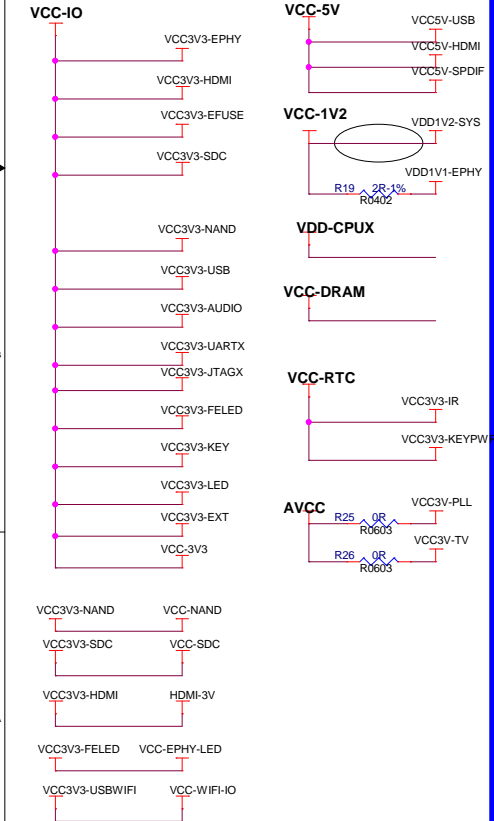 VCC-IO
VCC3V3-EPHY
VCC3V3-HDMI
VCC3V3-EFUSE
VCC3V3-SDC
VCC3V3-NAND
VCC3V3-USB
VCC3V3-AUDIO
VCC3V3-UARTX
VCC3V3-JTAGX
VCC3V3-FELED
VCC3V3-KEY
VCC3V3-LED
VCC3V3-EXT
VCC-3V3
VCC3V3-NAND VCC-NAND
VCC3V3-SDC VCC-SDC
VCC3V3-HDMI HDMI-3V
VCC3V3-FELED VCC-EPHY-LED
VCC3V3-USBWIFI VCC-WIFI-IO
VCC-5V
VCC5V-USB
VCC5V-HDMI
VCC5V-SPDIF
VCC-1V2
VDD1V2-SYS
VDD1V1-EPHY
R19 2R-1%
R0402
VDD-CPUX
VCC-DRAM
VCC-RTC
VCC3V3-IR
VCC3V3-KEYPW
AVCC
VCC3V-PLL
R25 0R
R0603
VCC3V-TV
R26 0R
R0603